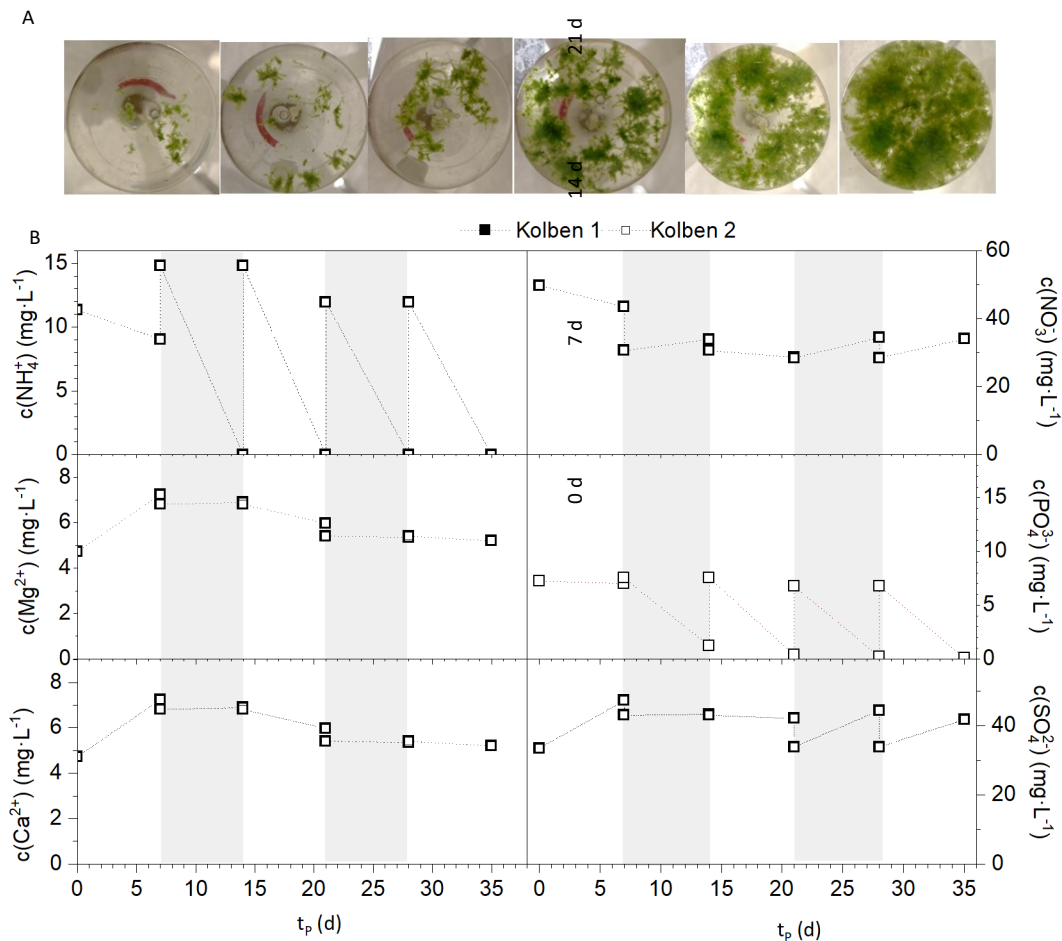 A
21 d
14 d
B
Kolben 1
Kolben 2
c(NH₄⁺) (mg·L⁻¹)
15
10
5
0
60
40
20
0
c(NO₃⁻) (mg·L⁻¹)
7 d
c(Mg²⁺) (mg·L⁻¹)
8
6
4
2
0
0 d
15
10
5
0
c(PO₄³⁻) (mg·L⁻¹)
c(Ca²⁺) (mg·L⁻¹)
8
6
4
2
0
40
20
0
c(SO₄²⁻) (mg·L⁻¹)
0 5 10 15 20 25 30 35
0 5 10 15 20 25 30 35
tₚ (d)
tₚ (d)